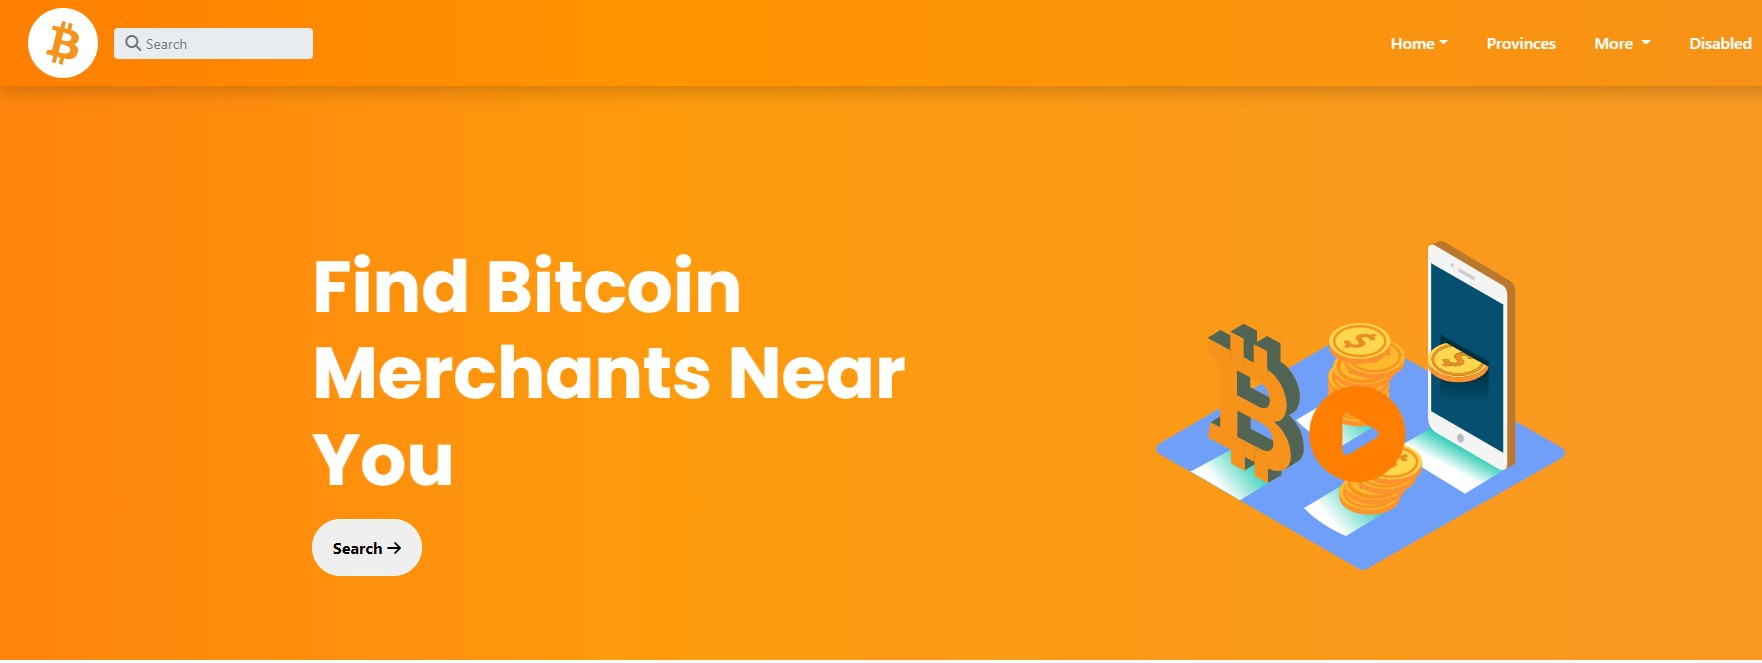 Search
Home
Provinces
More
Disabled
Find Bitcoin
Merchants Near
You
Search